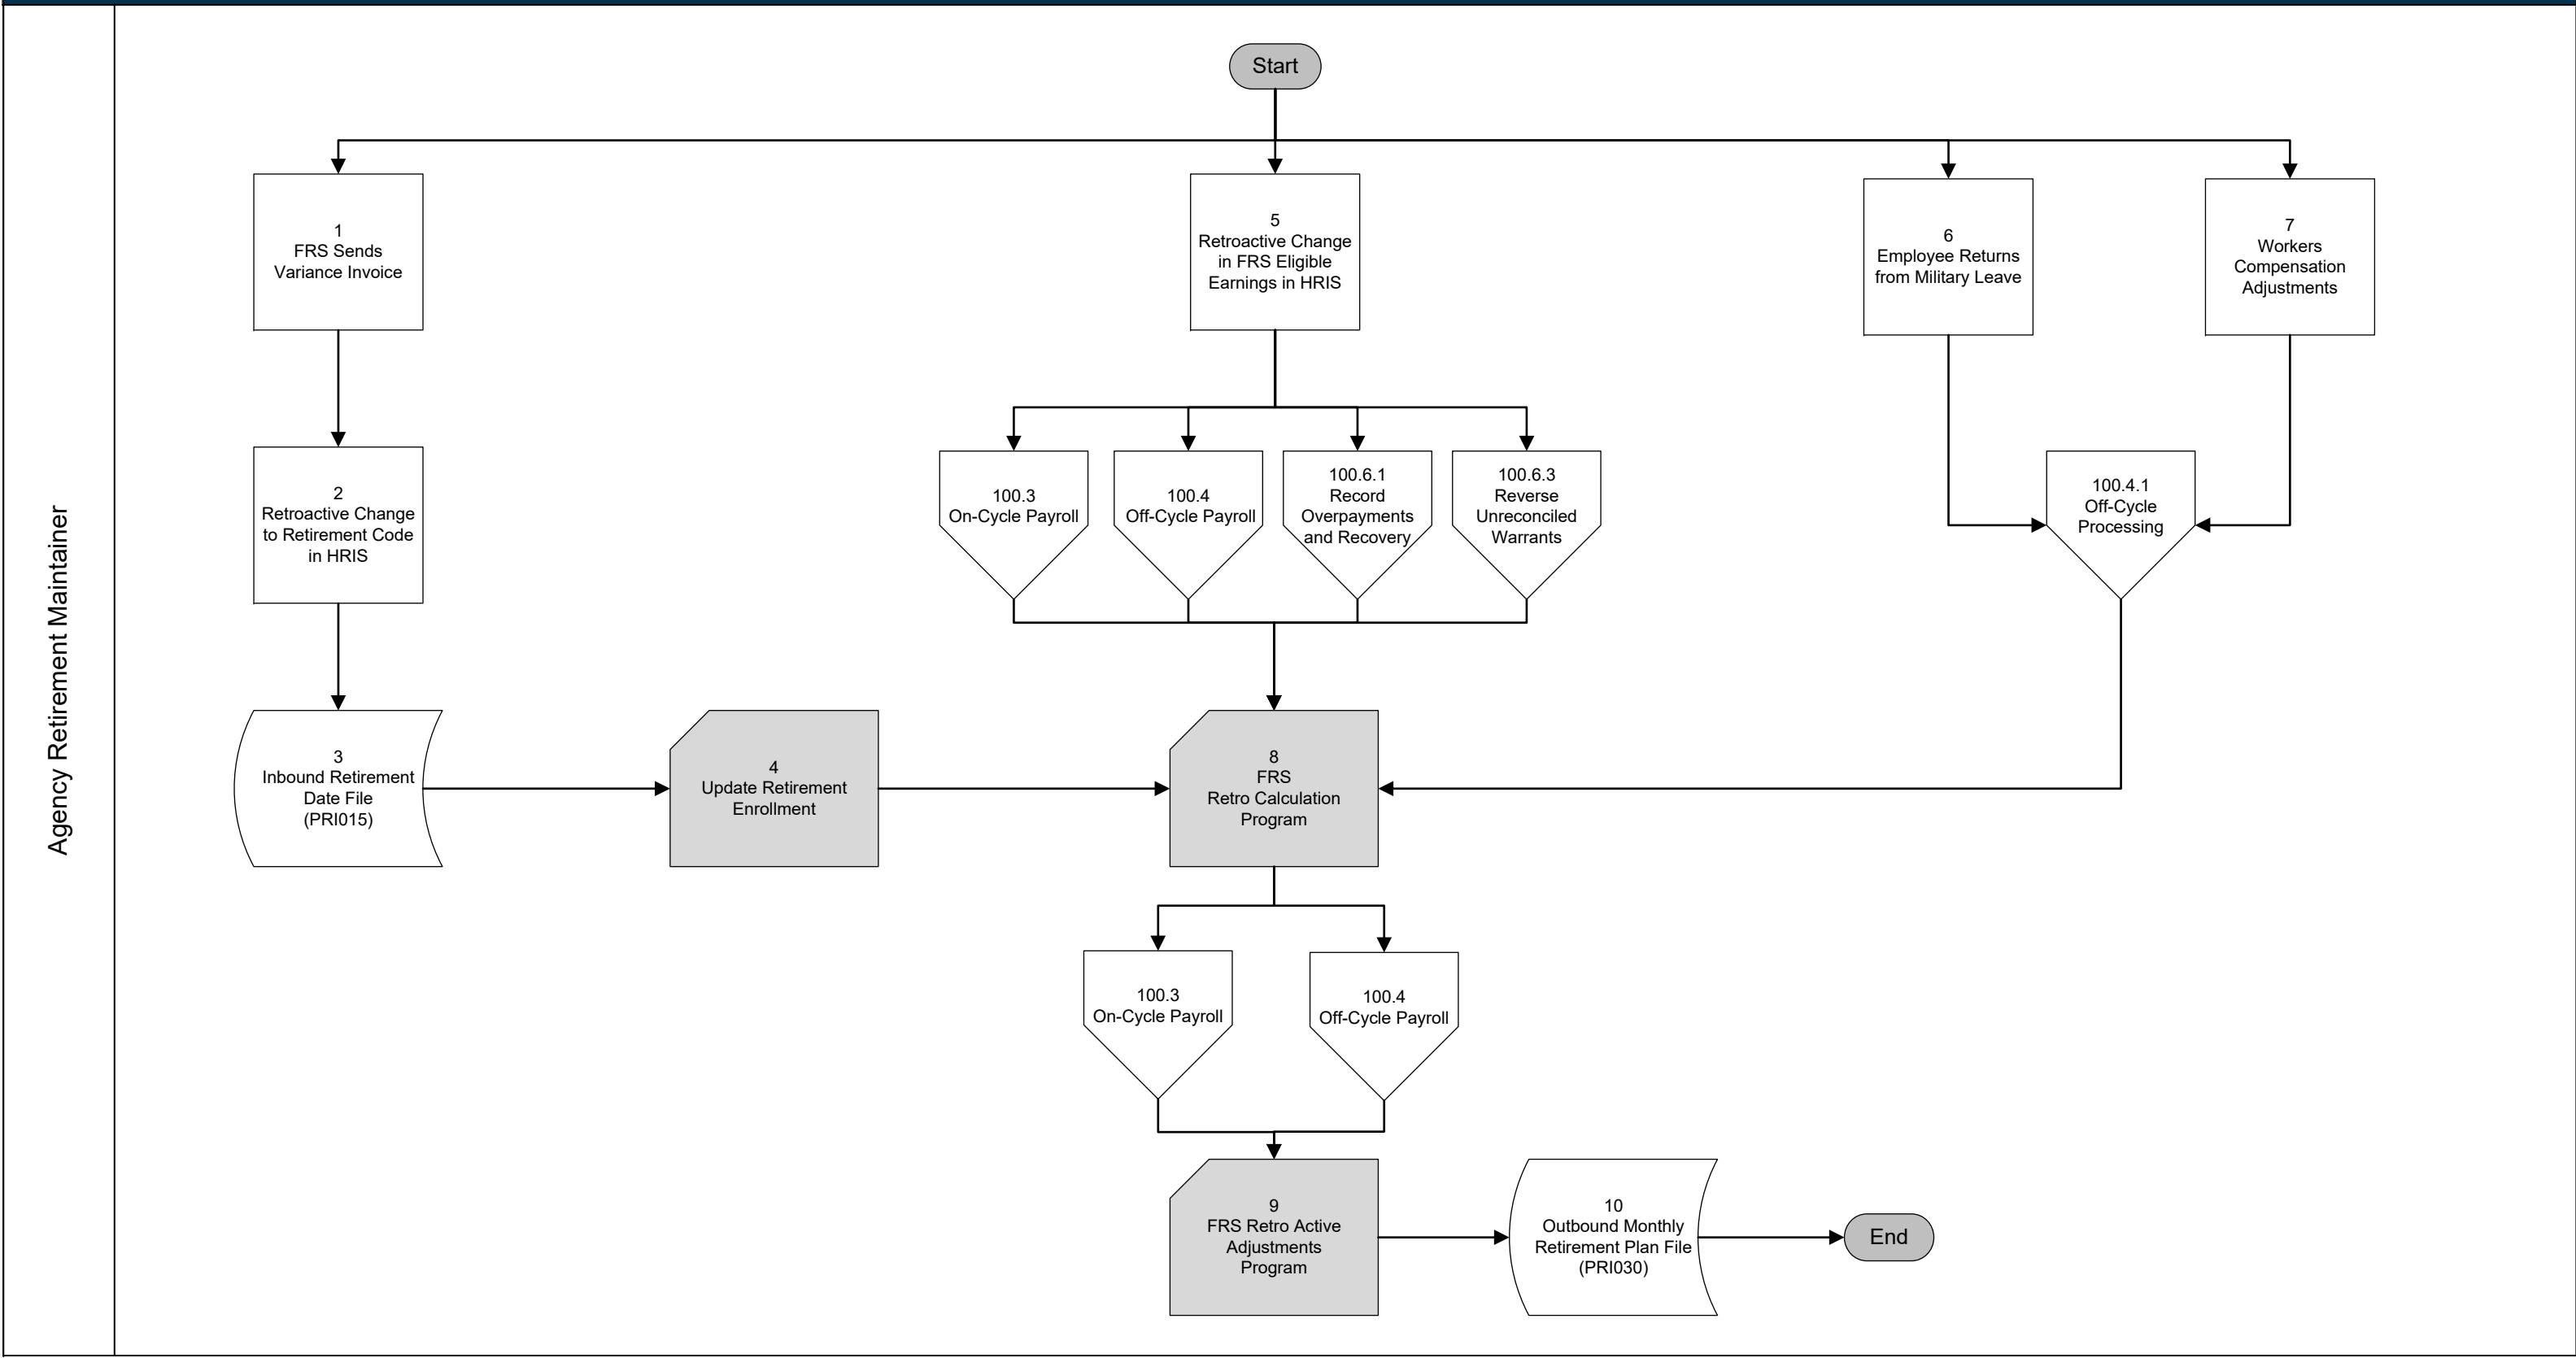 Agency Retirement Maintainer
Start
1
FRS Sends
Variance Invoice
5
Retroactive Change
in FRS Eligible
Earnings in HRIS
6
Employee Returns
from Military Leave
7
Workers
Compensation
Adjustments
2
Retroactive Change
to Retirement Code
in HRIS
100.3
On-Cycle Payroll
100.4
Off-Cycle Payroll
100.6.1
Record
Overpayments
and Recovery
100.6.3
Reverse
Unreconciled
Warrants
100.4.1
Off-Cycle
Processing
3
Inbound Retirement
Date File
(PRI015)
4
Update Retirement
Enrollment
8
FRS
Retro Calculation
Program
100.3
On-Cycle Payroll
100.4
Off-Cycle Payroll
9
FRS Retro Active
Adjustments
Program
10
Outbound Monthly
Retirement Plan File
(PRI030)
End